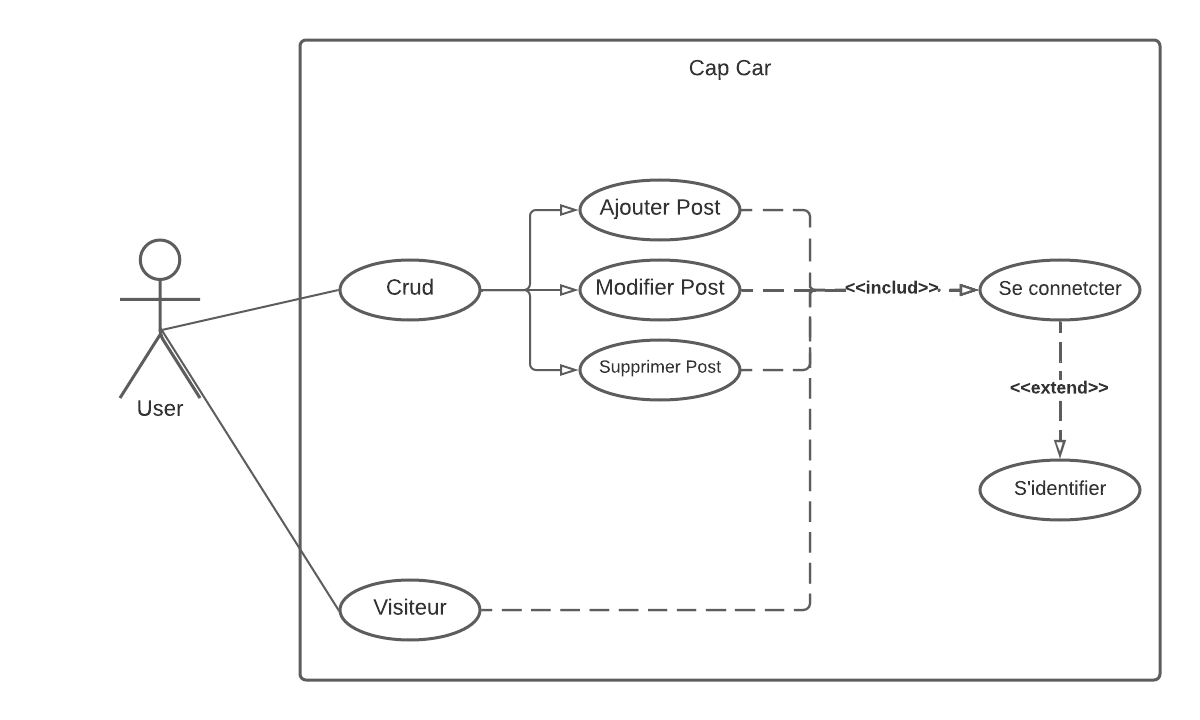 Cap Car
Ajouter Post
Crud
Modifier Post
<<includ>>
Se connetcter
Supprimer Post
<<extend>>
User
S'identifier
Visiteur